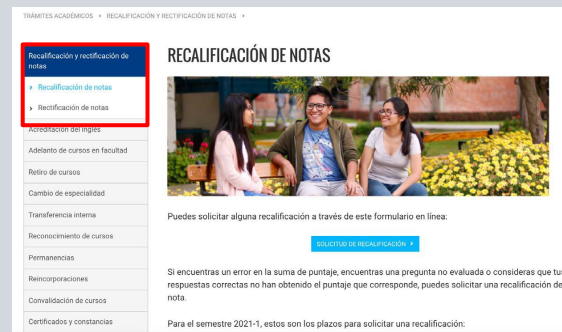 TRÁMITES ACADÉMICOS ▸ RECALIFICACIÓN Y RECTIFICACIÓN DE NOTAS ▸
Recalificación y rectificación de
notas
› Recalificación de notas
› Rectificación de notas
Acreditación del inglés
Adelanto de cursos en facultad
Retiro de cursos
Cambio de especialidad
Transferencia interna
Reconocimiento de cursos
Permanencias
Reincorporaciones
Convalidación de cursos
Certificados y constancias
RECALIFICACIÓN DE NOTAS
Puedes solicitar alguna recalificación a través de este formulario en línea:
SOLICITUD DE RECALIFICACIÓN ›
Si encuentras un error en la suma de puntaje, encuentras una pregunta no evaluada o consideras que tus
respuestas correctas no han obtenido el puntaje que corresponde, puedes solicitar una recalificación de
nota.
Para el semestre 2021-1, estos son los plazos para solicitar una recalificación: